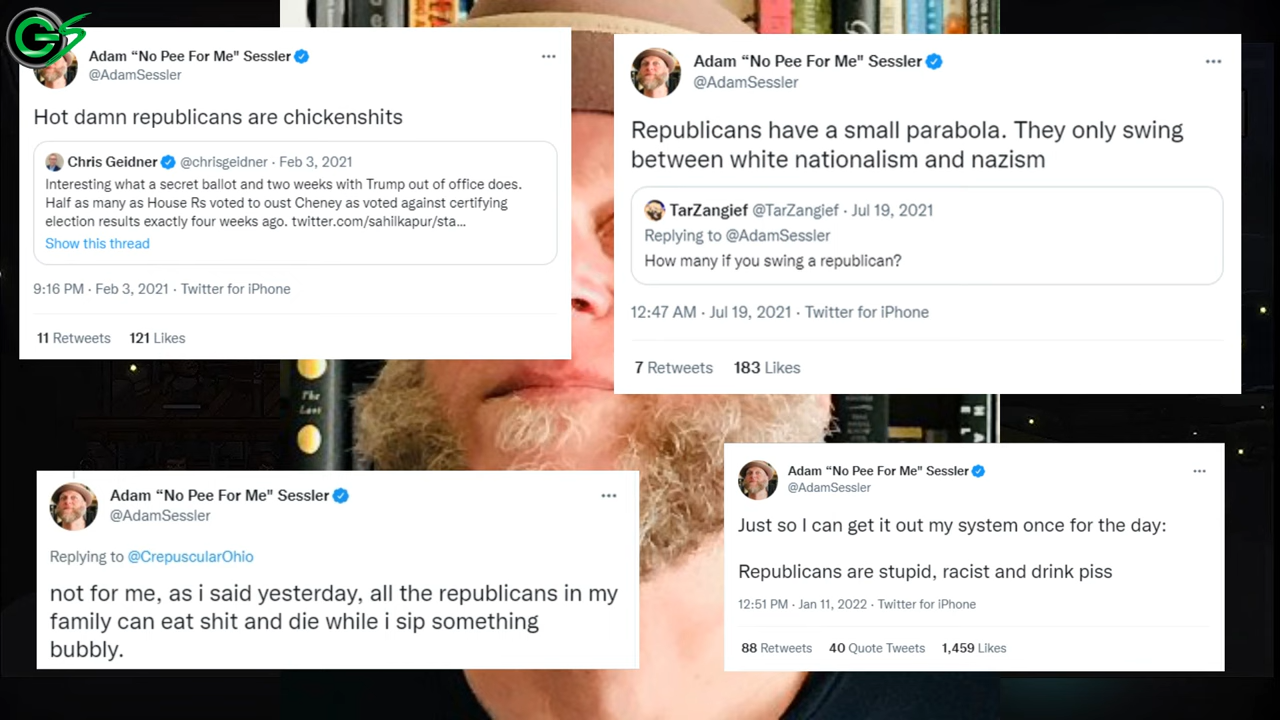 GS
Adam “No Pee For Me" Sessler
@AdamSessler
Hot damn republicans are chickenshits
Chris Geidner @chrisgeidner · Feb 3, 2021
Interesting what a secret ballot and two weeks with Trump out of office does.
Half as many as House Rs voted to oust Cheney as voted against certifying
election results exactly four weeks ago. twitter.com/sahilkapur/sta...
Show this thread
9:16 PM · Feb 3, 2021 · Twitter for iPhone
11 Retweets 121 Likes
Adam “No Pee For Me" Sessler
@AdamSessler
Republicans have a small parabola. They only swing
between white nationalism and nazism
TarZangief @TarZangief · Jul 19, 2021
Replying to @AdamSessler
How many if you swing a republican?
12:47 AM · Jul 19, 2021 · Twitter for iPhone
7 Retweets 183 Likes
The
Last
Adam “No Pee For Me" Sessler
@AdamSessler
Replying to @CrepuscularOhio
not for me, as i said yesterday, all the republicans in my
family can eat shit and die while i sip something
bubbly.
Adam “No Pee For Me" Sessler
@AdamSessler
Just so I can get it out my system once for the day:
Republicans are stupid, racist and drink piss
12:51 PM · Jan 11, 2022 · Twitter for iPhone
88 Retweets 40 Quote Tweets 1,459 Likes